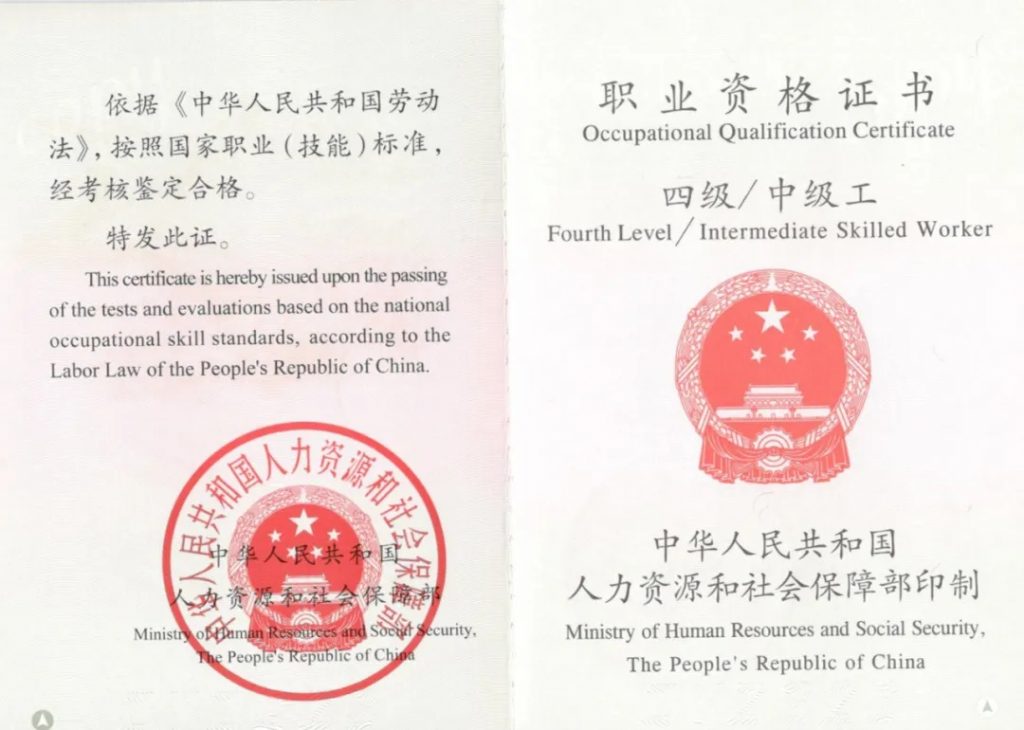 依据《中华人民共和国劳动
法》，按照国家职业（技能）标准，
经考核鉴定合格。
特发此证。
This certificate is hereby issued upon the passing
of the tests and evaluations based on the national
occupational skill standards, according to the
Labor Law of the People's Republic of China.
中华人民共和国人力资源和社会保障部
中华人民共和国
人力资源和社会保障部
Ministry of Human Resources and Social Security,
The People's Republic of China
职业资格证书
Occupational Qualification Certificate
四级/中级工
Fourth Level/Intermediate Skilled Worker
中华人民共和国
人力资源和社会保障部印制
Ministry of Human Resources and Social Security,
The People's Republic of China